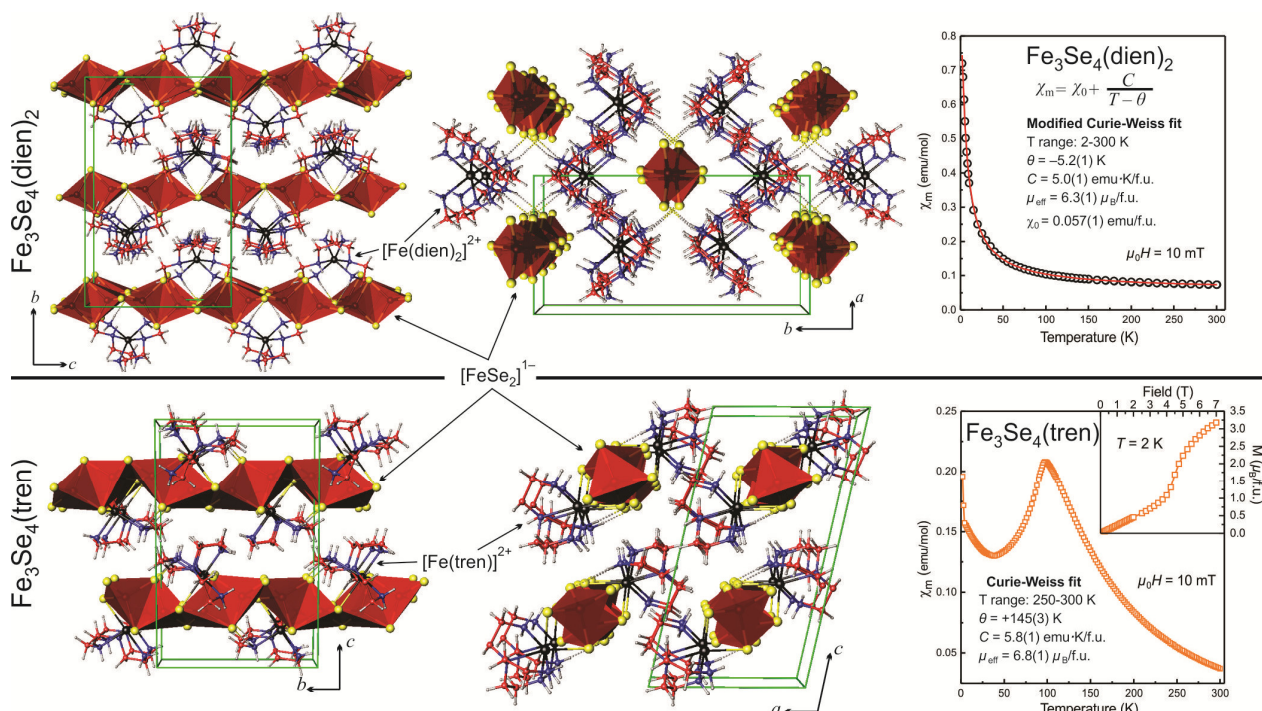 Fe₃Se₄(dien)₂
b
c
[Fe(dien)₂]²⁺
b
a
[FeSe₂]¹⁻
0.8
0.7
0.6
0.5
0.4
0.3
0.2
0.1
0.0
χm (emu/mol)
Fe₃Se₄(dien)₂
χm = χ₀ + C / (T − θ)
Modified Curie-Weiss fit
T range: 2-300 K
θ = –5.2(1) K
C = 5.0(1) emu·K/f.u.
μeff = 6.3(1) μB/f.u.
χ₀ = 0.057(1) emu/f.u.
μ₀H = 10 mT
0 50 100 150 200 250 300
Temperature (K)
Fe₃Se₄(tren)
b
c
[Fe(tren)]²⁺
a
c
0.25
0.20
0.15
0.10
0.05
χm (emu/mol)
Fe₃Se₄(tren)
Field (T)
0 1 2 3 4 5 6 7
T = 2 K
3.5
3.0
2.5
2.0
1.5
1.0
0.5
0.0
M (μB/f.u.)
μ₀H = 10 mT
Curie-Weiss fit
T range: 250-300 K
θ = +145(3) K
C = 5.8(1) emu·K/f.u.
μeff = 6.8(1) μB/f.u.
0 50 100 150 200 250 300
Temperature (K)